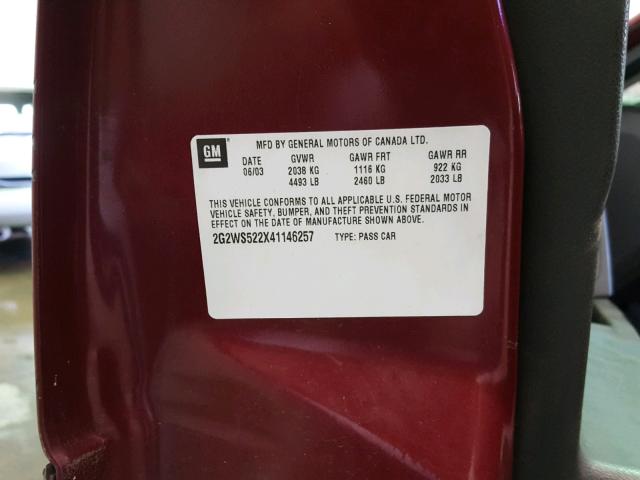 GM
MFD BY GENERAL MOTORS OF CANADA LTD.
DATE GVWR GAWR FRT GAWR RR
06/03 2038 KG 1116 KG 922 KG
4493 LB 2460 LB 2033 LB
THIS VEHICLE CONFORMS TO ALL APPLICABLE U.S. FEDERAL MOTOR
VEHICLE SAFETY, BUMPER, AND THEFT PREVENTION STANDARDS IN
EFFECT ON THE DATE OF MANUFACTURE SHOWN ABOVE.
2G2WS522X41146257 TYPE: PASS CAR